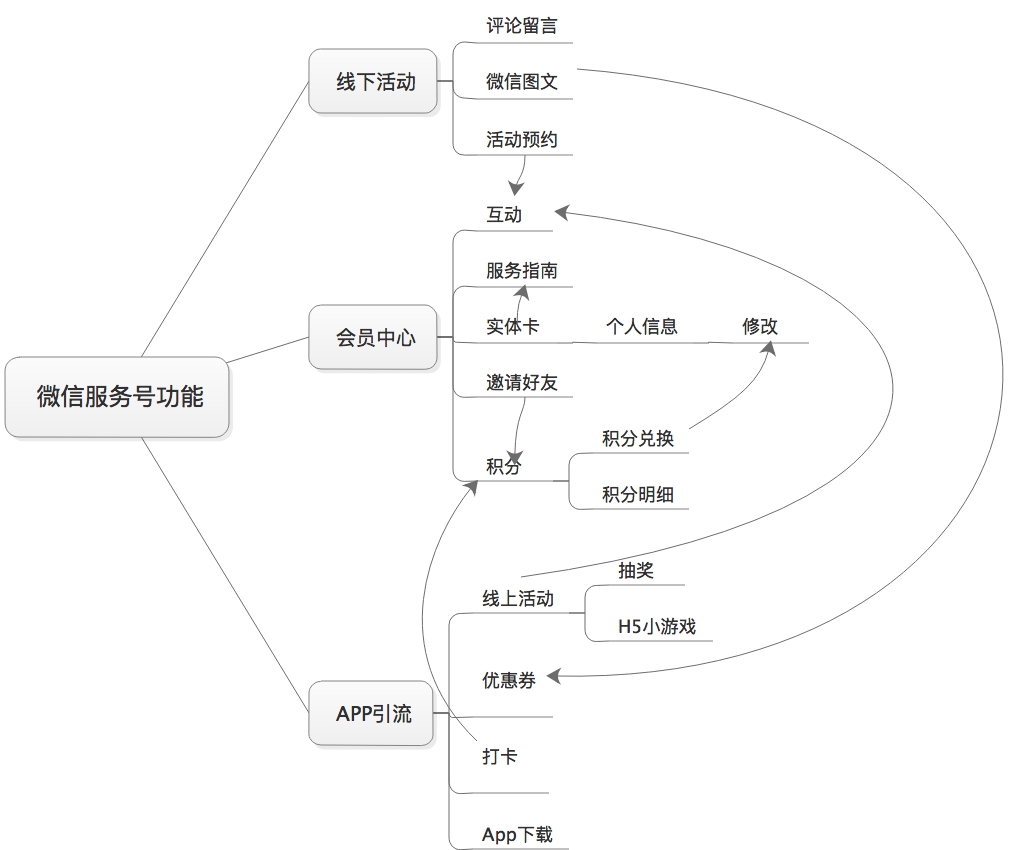 评论留言
线下活动
微信图文
活动预约
互动
服务指南
实体卡 个人信息 修改
会员中心
邀请好友
微信服务号功能
积分兑换
积分
积分明细
抽奖
线上活动
H5小游戏
优惠券
APP引流
打卡
App下载